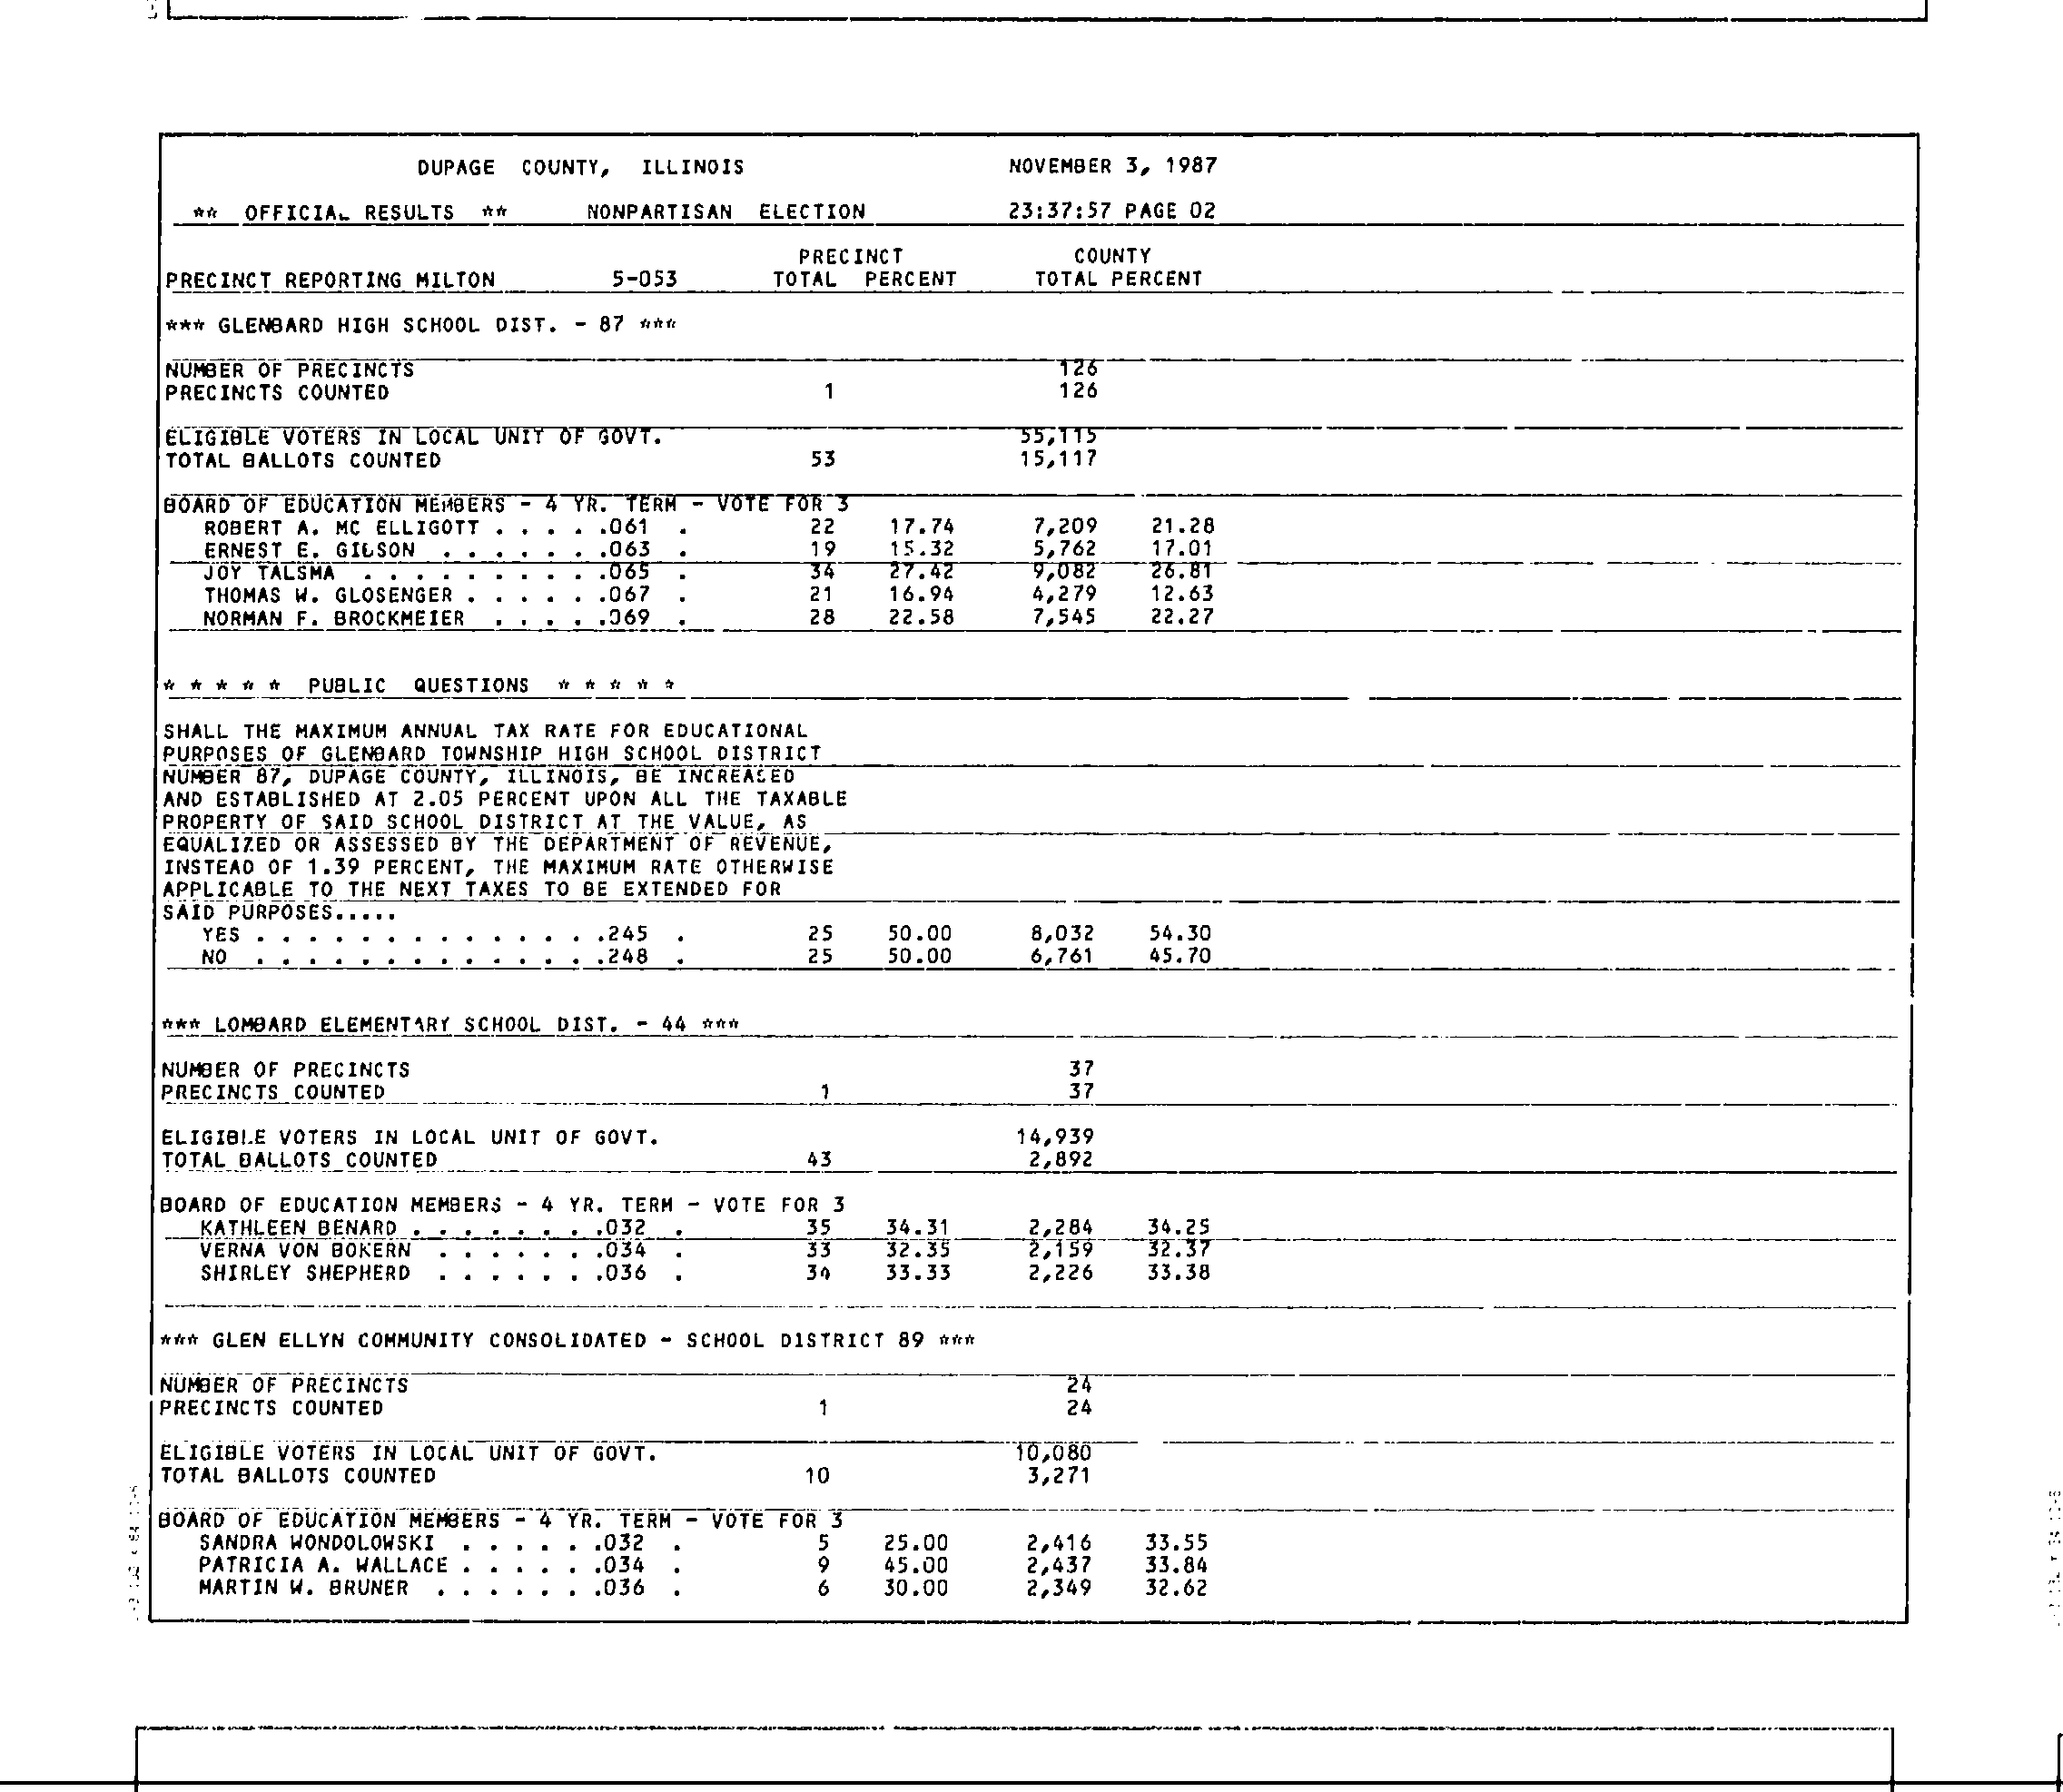 DUPAGE COUNTY, ILLINOIS NOVEMBER 3, 1987
** OFFICIAL RESULTS ** NONPARTISAN ELECTION 23:37:57 PAGE 02
PRECINCT COUNTY
PRECINCT REPORTING MILTON 5-053 TOTAL PERCENT TOTAL PERCENT
*** GLENBARD HIGH SCHOOL DIST. - 87 ***
NUMBER OF PRECINCTS 126
PRECINCTS COUNTED 1 126
ELIGIBLE VOTERS IN LOCAL UNIT OF GOVT. 55,115
TOTAL BALLOTS COUNTED 53 15,117
BOARD OF EDUCATION MEMBERS - 4 YR. TERM - VOTE FOR 3
ROBERT A. MC ELLIGOTT . . . . .061 . 22 17.74 7,209 21.28
ERNEST E. GILSON . . . . . . .063 . 19 15.32 5,762 17.01
JOY TALSMA . . . . . . . . . .065 . 34 27.42 9,082 26.81
THOMAS W. GLOSENGER . . . . . .067 . 21 16.94 4,279 12.63
NORMAN F. BROCKMEIER . . . . .069 . 28 22.58 7,545 22.27
* * * * * PUBLIC QUESTIONS * * * * *
SHALL THE MAXIMUM ANNUAL TAX RATE FOR EDUCATIONAL
PURPOSES OF GLENBARD TOWNSHIP HIGH SCHOOL DISTRICT
NUMBER 87, DUPAGE COUNTY, ILLINOIS, BE INCREASED
AND ESTABLISHED AT 2.05 PERCENT UPON ALL THE TAXABLE
PROPERTY OF SAID SCHOOL DISTRICT AT THE VALUE, AS
EQUALIZED OR ASSESSED BY THE DEPARTMENT OF REVENUE,
INSTEAD OF 1.39 PERCENT, THE MAXIMUM RATE OTHERWISE
APPLICABLE TO THE NEXT TAXES TO BE EXTENDED FOR
SAID PURPOSES.....
YES . . . . . . . . . . . . . .245 . 25 50.00 8,032 54.30
NO . . . . . . . . . . . . . .248 . 25 50.00 6,761 45.70
*** LOMBARD ELEMENTARY SCHOOL DIST. - 44 ***
NUMBER OF PRECINCTS 37
PRECINCTS COUNTED 1 37
ELIGIBLE VOTERS IN LOCAL UNIT OF GOVT. 14,939
TOTAL BALLOTS COUNTED 43 2,892
BOARD OF EDUCATION MEMBERS - 4 YR. TERM - VOTE FOR 3
KATHLEEN BENARD . . . . . . . .032 . 35 34.31 2,284 34.25
VERNA VON BOKERN . . . . . . .034 . 33 32.35 2,159 32.37
SHIRLEY SHEPHERD . . . . . . .036 . 34 33.33 2,226 33.38
*** GLEN ELLYN COMMUNITY CONSOLIDATED - SCHOOL DISTRICT 89 ***
NUMBER OF PRECINCTS 24
PRECINCTS COUNTED 1 24
ELIGIBLE VOTERS IN LOCAL UNIT OF GOVT. 10,080
TOTAL BALLOTS COUNTED 10 3,271
BOARD OF EDUCATION MEMBERS - 4 YR. TERM - VOTE FOR 3
SANDRA WONDOLOWSKI . . . . . .032 . 5 25.00 2,416 33.55
PATRICIA A. WALLACE . . . . . .034 . 9 45.00 2,437 33.84
MARTIN W. BRUNER . . . . . . .036 . 6 30.00 2,349 32.62